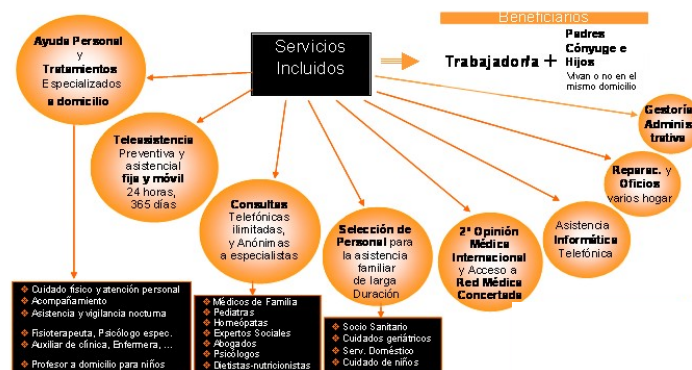 Beneficiarios
Servicios
Incluidos
Trabajador/a +
Padres
Cónyuge e
Hijos
Vivan o no en el
mismo domicilio
Ayuda Personal
y
Tratamientos
Especializados
a domicilio
Teleasistencia
Preventiva y
asistencial
fija y móvil
24 horas,
365 días
Consultas
Telefónicas
ilimitadas,
y Anónimas
a especialistas
Selección de
Personal para
la asistencia
familiar
de larga
Duración
2ª Opinión
Médica
Internacional
y Acceso a
Red Médica
Concertada
Asistencia
Informática
Telefónica
Reparac. y
Oficios
varios hogar
Gestoría
Adminis
trativa
Cuidado físico y atención personal
Acompañamiento
Asistencia y vigilancia nocturna
Fisioterapeuta, Psicólogo espec.
Auxiliar de clínica, Enfermera, ...
Profesor a domicilio para niños
Médicos de Familia
Pediatras
Homeópatas
Expertos Sociales
Abogados
Psicólogos
Dietistas-nutricionistas
Socio Sanitario
Cuidados geriátricos
Serv. Doméstico
Cuidado de niños